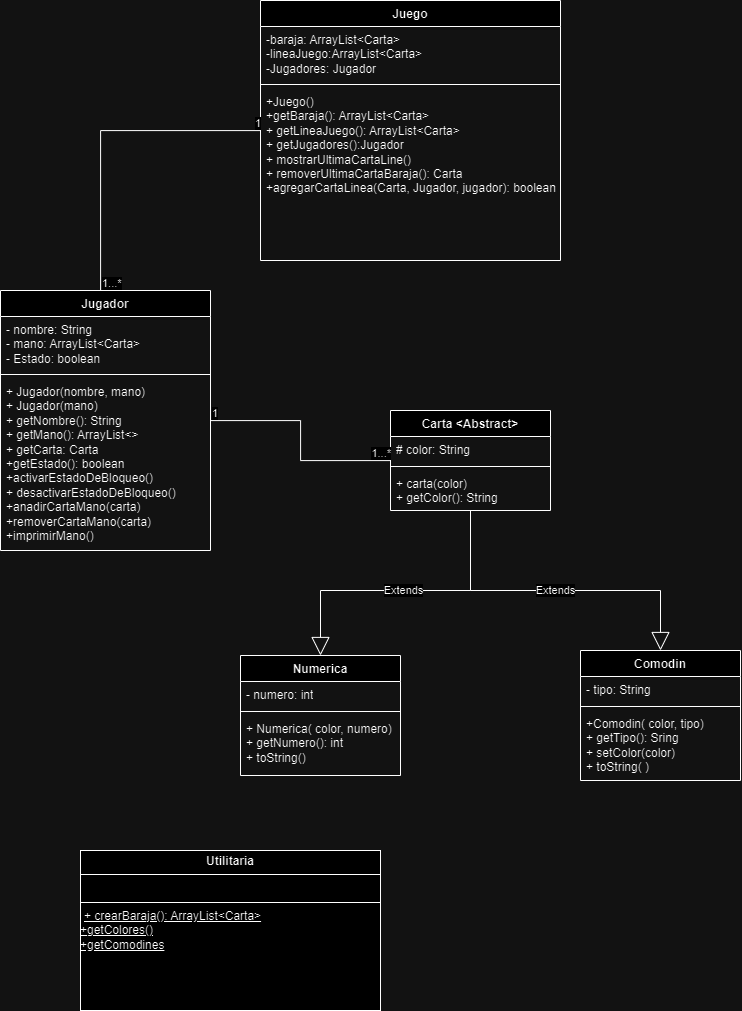 Juego
-baraja: ArrayList<Carta>
-lineaJuego:ArrayList<Carta>
-Jugadores: Jugador
+Juego()
+getBaraja(): ArrayList<Carta>
+ getLineaJuego(): ArrayList<Carta>
+ getJugadores():Jugador
+ mostrarUltimaCartaLine()
+ removerUltimaCartaBaraja(): Carta
+agregarCartaLinea(Carta, Jugador, jugador): boolean
1
1...*
Jugador
- nombre: String
- mano: ArrayList<Carta>
- Estado: boolean
+ Jugador(nombre, mano)
+ Jugador(mano)
+ getNombre(): String
+ getMano(): ArrayList<>
+ getCarta: Carta
+getEstado(): boolean
+activarEstadoDeBloqueo()
+ desactivarEstadoDeBloqueo()
+anadirCartaMano(carta)
+removerCartaMano(carta)
+imprimirMano()
1
1...*
Carta <Abstract>
# color: String
+ carta(color)
+ getColor(): String
Extends
Extends
Numerica
- numero: int
+ Numerica( color, numero)
+ getNumero(): int
+ toString()
Comodin
- tipo: String
+Comodin( color, tipo)
+ getTipo(): Sring
+ setColor(color)
+ toString( )
Utilitaria
+ crearBaraja(): ArrayList<Carta>
+getColores()
+getComodines